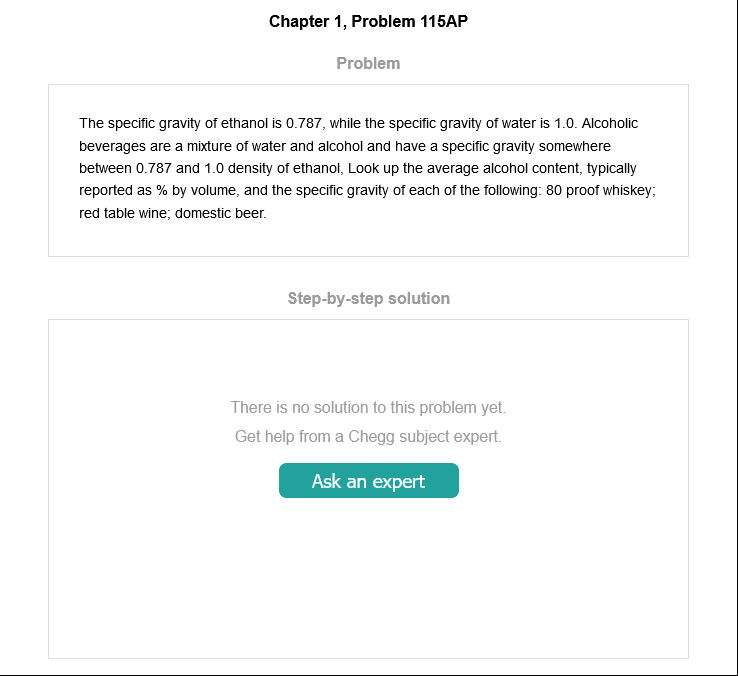 Chapter 1, Problem 115AP
Problem
The specific gravity of ethanol is 0.787, while the specific gravity of water is 1.0. Alcoholic
beverages are a mixture of water and alcohol and have a specific gravity somewhere
between 0.787 and 1.0 density of ethanol, Look up the average alcohol content, typically
reported as % by volume, and the specific gravity of each of the following: 80 proof whiskey;
red table wine; domestic beer.
Step-by-step solution
There is no solution to this problem yet.
Get help from a Chegg subject expert.
Ask an expert